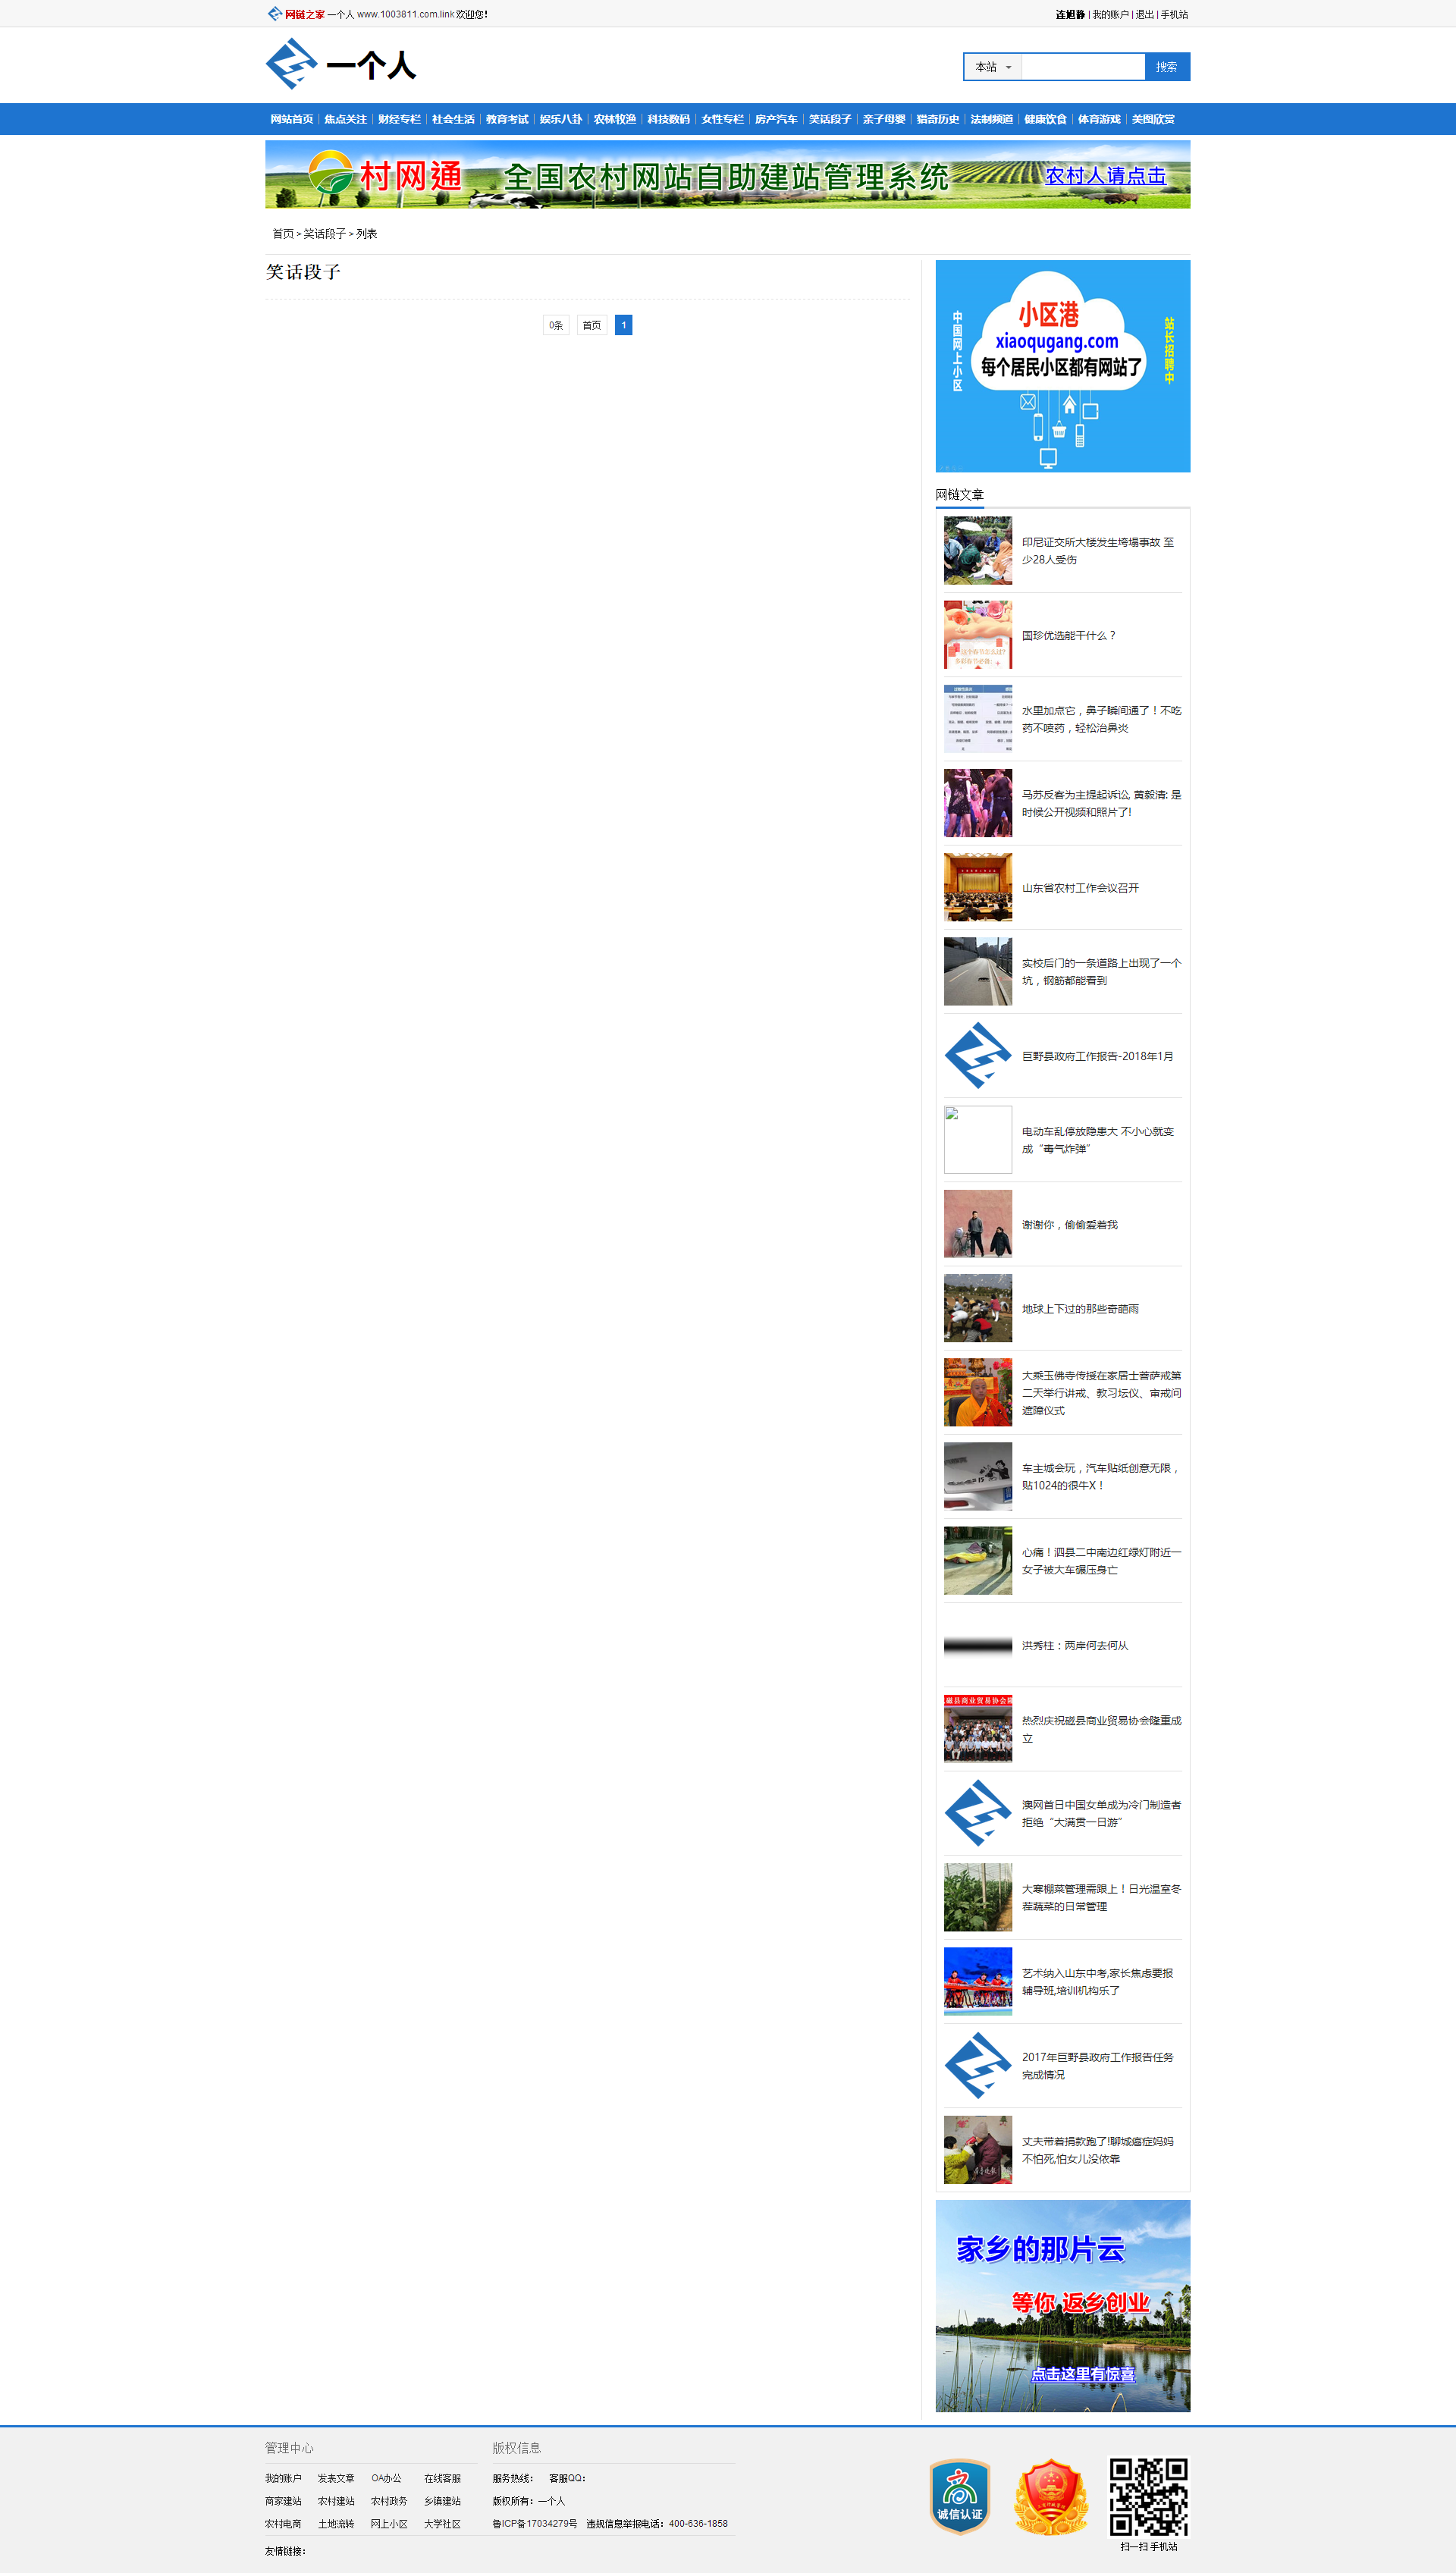 网链之家 一个人 www.1003811.com.link 欢迎您!
连旭静 | 我的账户 | 退出 | 手机站
一个人
本站
搜索
网站首页 | 焦点关注 | 财经专栏 | 社会生活 | 教育考试 | 娱乐八卦 | 农林牧渔 | 科技数码 | 女性专栏 | 房产汽车 | 笑话段子 | 亲子母婴 | 猎奇历史 | 法制频道 | 健康饮食 | 体育游戏 | 美图欣赏
村网通 全国农村网站自助建站管理系统 农村人请点击
首页 > 笑话段子 > 列表
笑话段子
0条 首页 1
中国网上小区
小区港
xiaoqugang.com
每个居民小区都有网站了
站长招聘中
网链文章
印尼证交所大楼发生垮塌事故 至
少28人受伤
国珍优选能干什么？
水里加点它，鼻子瞬间通了！不吃
药不喷药，轻松治鼻炎
马苏反客为主提起诉讼, 黄毅清: 是
时候公开视频和照片了!
山东省农村工作会议召开
实校后门的一条道路上出现了一个
坑，钢筋都能看到
巨野县政府工作报告-2018年1月
电动车乱停放隐患大 不小心就变
成“毒气炸弹”
谢谢你，偷偷爱着我
地球上下过的那些奇葩雨
大乘玉佛寺传授在家居士菩萨戒第
二天举行讲戒、教习坛仪、审戒问
遮障仪式
车主城会玩，汽车贴纸创意无限，
贴1024的很牛X！
心痛！泗县二中南边红绿灯附近一
女子被大车碾压身亡
洪秀柱：两岸何去何从
磁县商业贸易协会隆
热烈庆祝磁县商业贸易协会隆重成
立
澳网首日中国女单成为冷门制造者
拒绝“大满贯一日游”
大寒棚菜管理需跟上！日光温室冬
茬蔬菜的日常管理
艺术纳入山东中考,家长焦虑要报
辅导班,培训机构乐了
2017年巨野县政府工作报告任务
完成情况
丈夫带着捐款跑了!聊城癌症妈妈
不怕死,怕女儿没依靠
家乡的那片云
等你 返乡创业
点击这里有惊喜
管理中心
我的账户 发表文章 OA办公 在线客服
商家建站 农村建站 农村政务 乡镇建站
农村电商 土地流转 网上小区 大学社区
友情链接：
版权信息
服务热线： 客服QQ：
版权所有：一个人
鲁ICP备17034279号 违规信息举报电话：400-636-1858
诚信认证
扫一扫 手机站